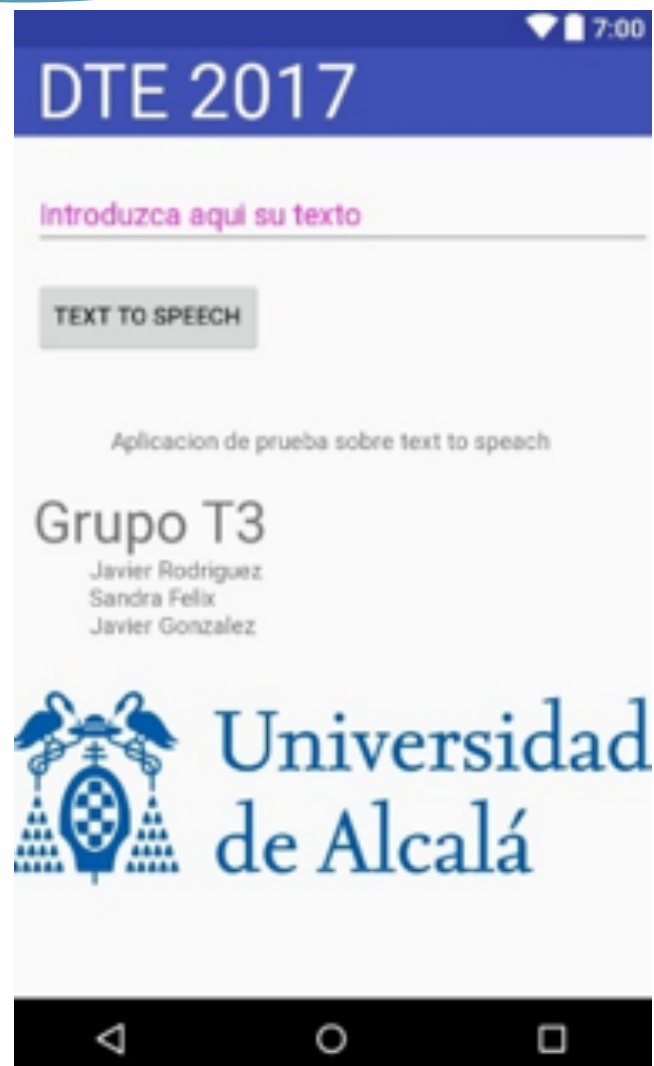 7:00
DTE 2017
Introduzca aqui su texto
TEXT TO SPEECH
Aplicacion de prueba sobre text to speach
Grupo T3
Javier Rodriguez
Sandra Felix
Javier Gonzalez
Universidad
de Alcalá